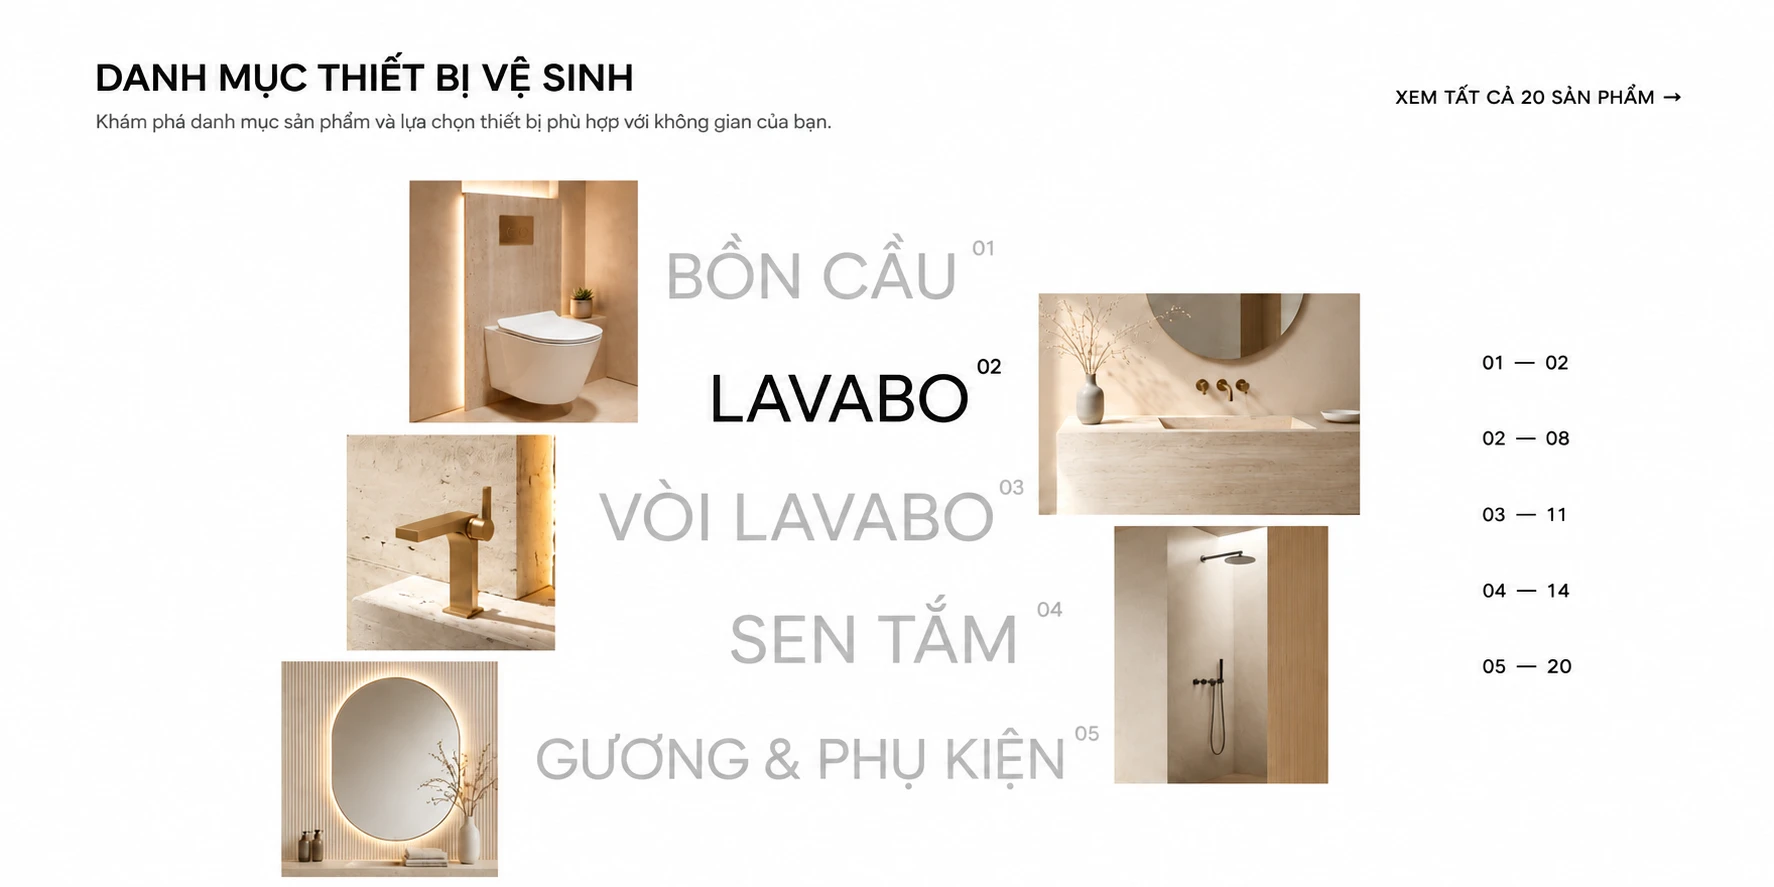 DANH MỤC THIẾT BỊ VỆ SINH
Khám phá danh mục sản phẩm và lựa chọn thiết bị phù hợp với không gian của bạn.
XEM TẤT CẢ 20 SẢN PHẨM →
BỒN CẦU 01
LAVABO 02
VÒI LAVABO 03
SEN TẮM 04
GƯƠNG & PHỤ KIỆN 05
01 — 02
02 — 08
03 — 11
04 — 14
05 — 20